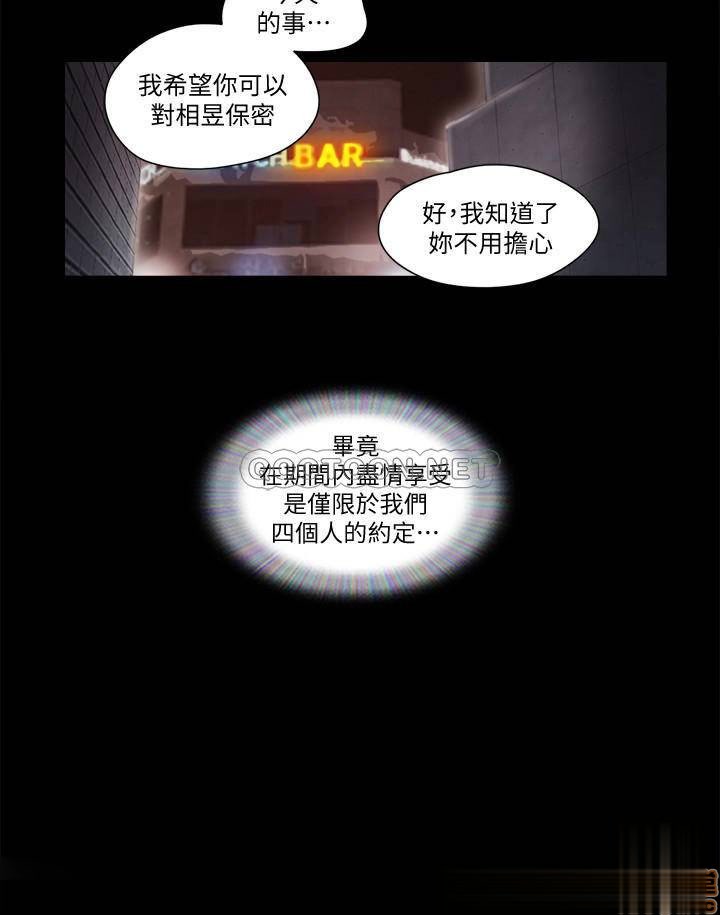 的事⋯
我希望你可以
對相昱保密
BAR
好，我知道了
妳不用擔心
畢竟
在期間內盡情享受
是僅限於我們
四個人的約定⋯